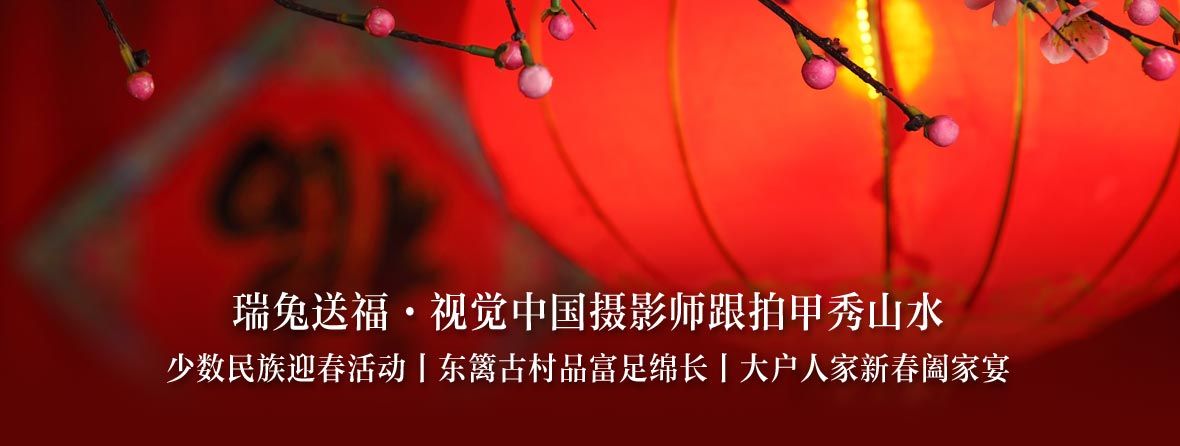 瑞兔送福·视觉中国摄影师跟拍甲秀山水
少数民族迎春活动丨东篱古村品富足绵长丨大户人家新春阖家宴